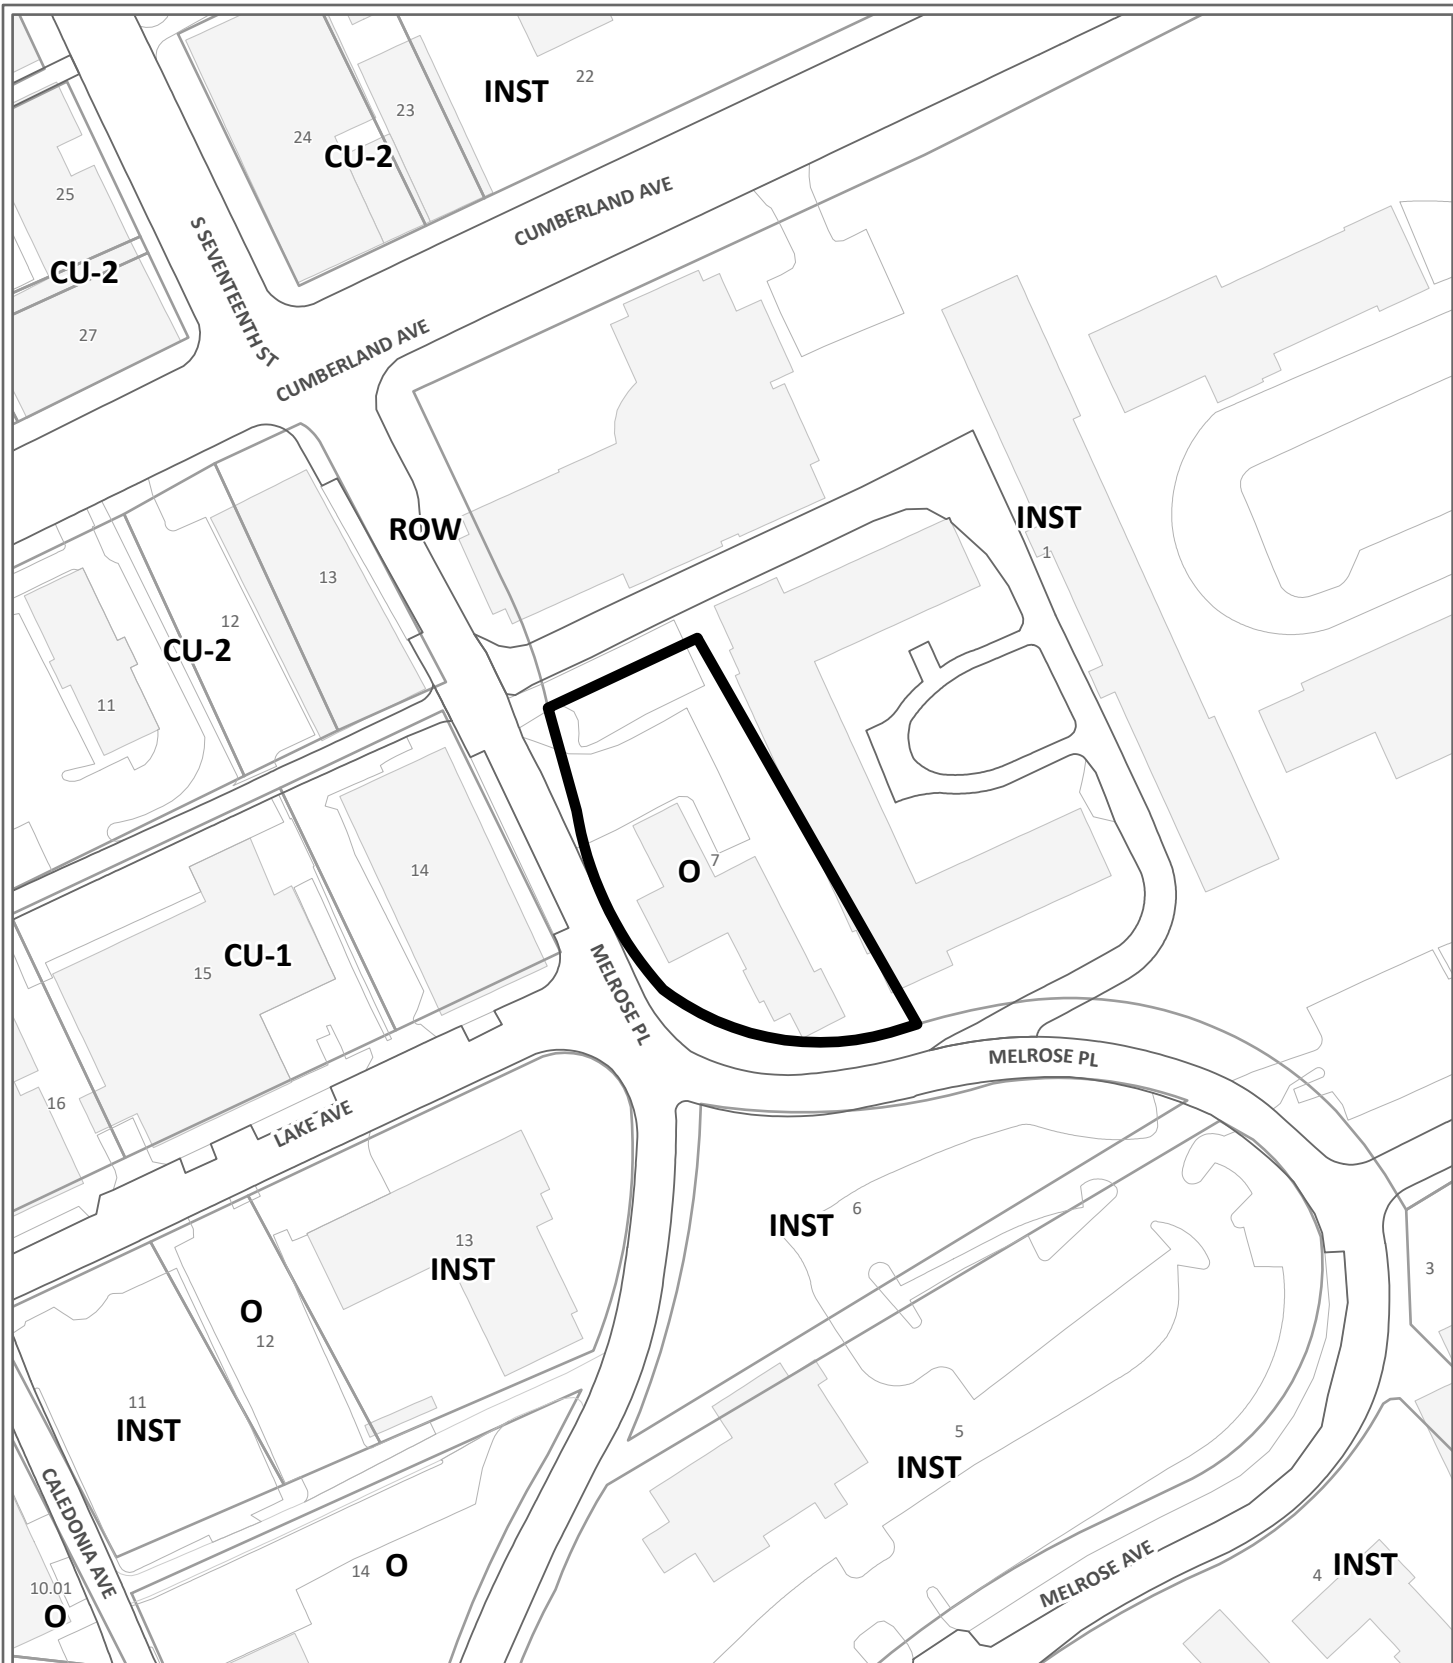 INST
22
23
24
CU-2
25
CU-2
27
S SEVENTEENTH ST
CUMBERLAND AVE
CUMBERLAND AVE
ROW
INST
1
13
12
CU-2
11
14
O
7
CU-1
15
16
MELROSE PL
MELROSE PL
LAKE AVE
INST
6
13
INST
O
12
3
11
INST
5
INST
CALEDONIA AVE
MELROSE AVE
14
O
10.01
O
4
INST